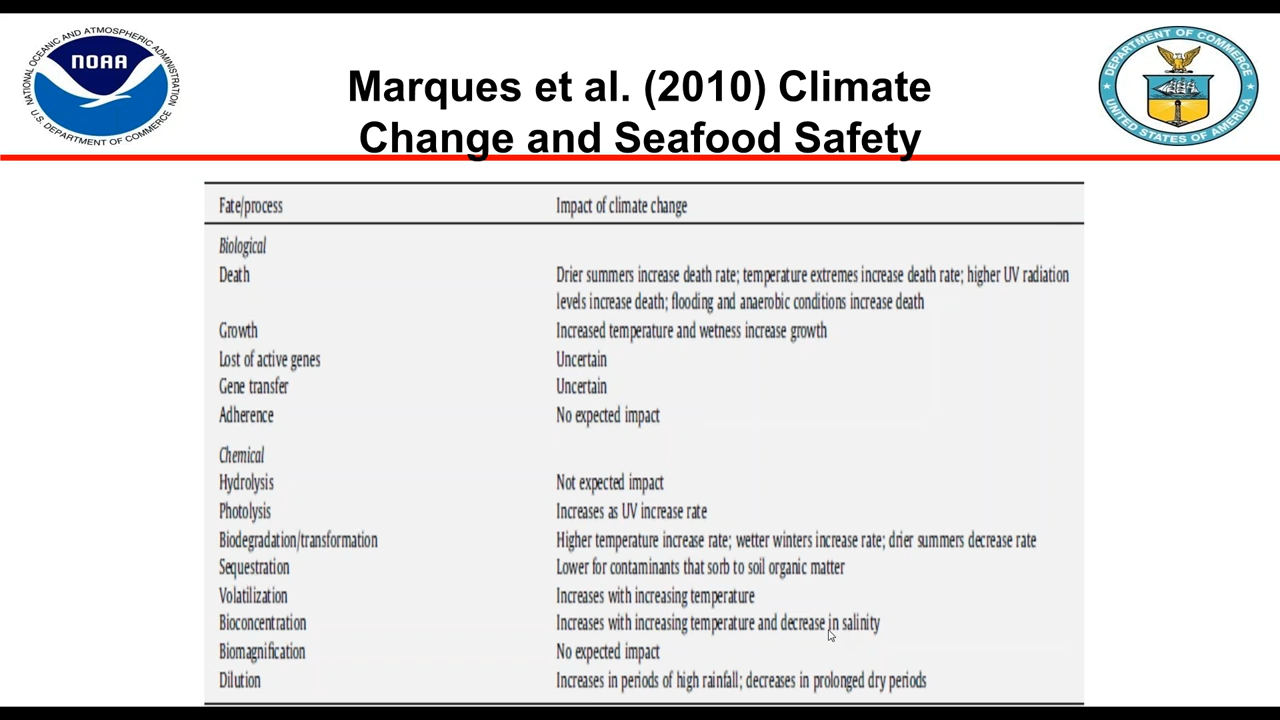 NATIONAL OCEANIC AND ATMOSPHERIC ADMINISTRATION
NOAA
U.S. DEPARTMENT OF COMMERCE
DEPARTMENT OF COMMERCE
UNITED STATES OF AMERICA
Marques et al. (2010) Climate
Change and Seafood Safety
Fate/process Impact of climate change
Biological
Death Drier summers increase death rate; temperature extremes increase death rate; higher UV radiation
levels increase death; flooding and anaerobic conditions increase death
Growth Increased temperature and wetness increase growth
Lost of active genes Uncertain
Gene transfer Uncertain
Adherence No expected impact
Chemical
Hydrolysis Not expected impact
Photolysis Increases as UV increase rate
Biodegradation/transformation Higher temperature increase rate; wetter winters increase rate; drier summers decrease rate
Sequestration Lower for contaminants that sorb to soil organic matter
Volatilization Increases with increasing temperature
Bioconcentration Increases with increasing temperature and decrease in salinity
Biomagnification No expected impact
Dilution Increases in periods of high rainfall; decreases in prolonged dry periods